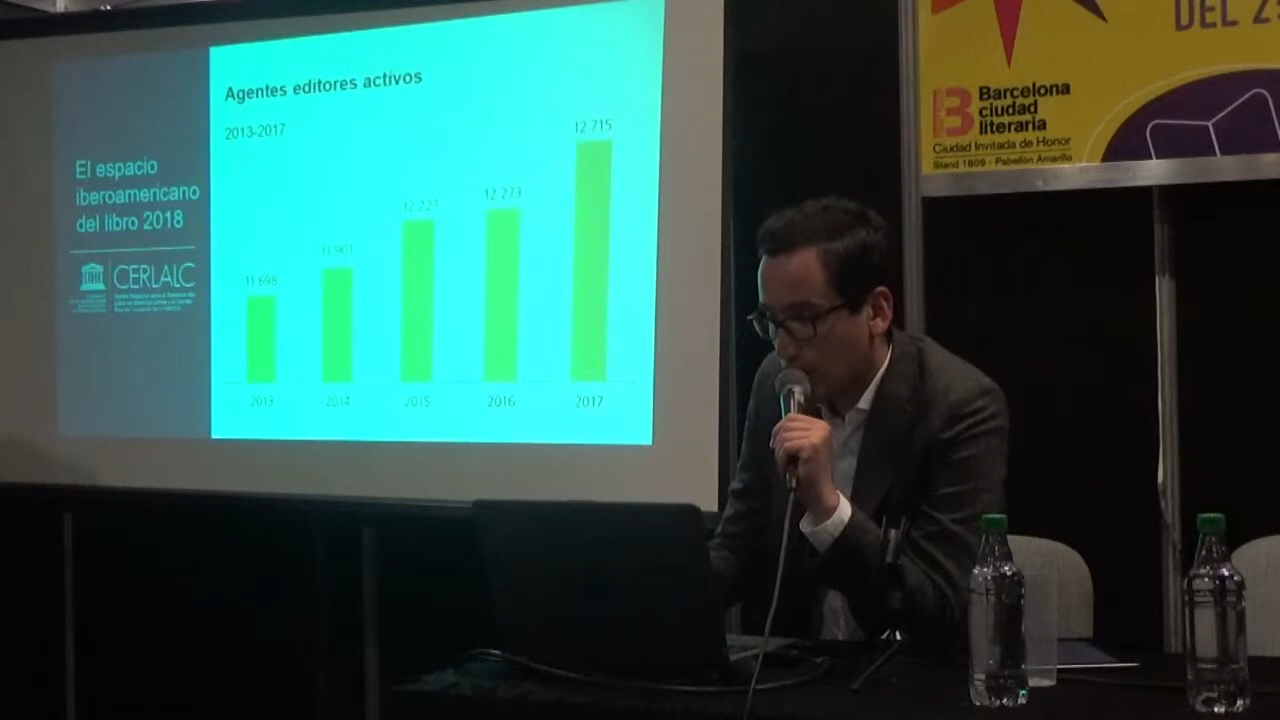 El espacio
iberoamericano
del libro 2018
CERLALC
Agentes editores activos
2013-2017
11 698
11 901
12 227
12 273
12 715
2013
2014
2015
2016
2017
DEL 2
B
Barcelona
ciudad
literaria
Ciudad Invitada de Honor
Stand 1809 - Pabellón Amarillo